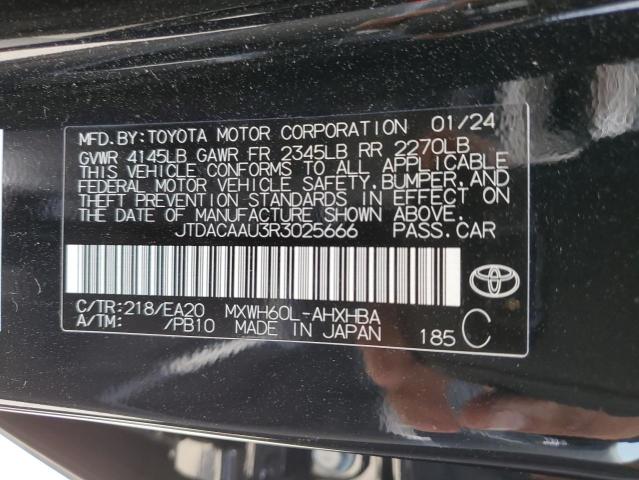 MFD.BY:TOYOTA MOTOR CORPORATION 01/24
GVWR 4145LB GAWR FR 2345LB RR 2270LB
THIS VEHICLE CONFORMS TO ALL APPLICABLE
FEDERAL MOTOR VEHICLE SAFETY,BUMPER,AND
THEFT PREVENTION STANDARDS IN EFFECT ON
THE DATE OF MANUFACTURE SHOWN ABOVE.
JTDACAAU3R3025666 PASS.CAR
C/TR:218/EA20 MXWH60L-AHXHBA
A/TM: /PB10 MADE IN JAPAN 185 C